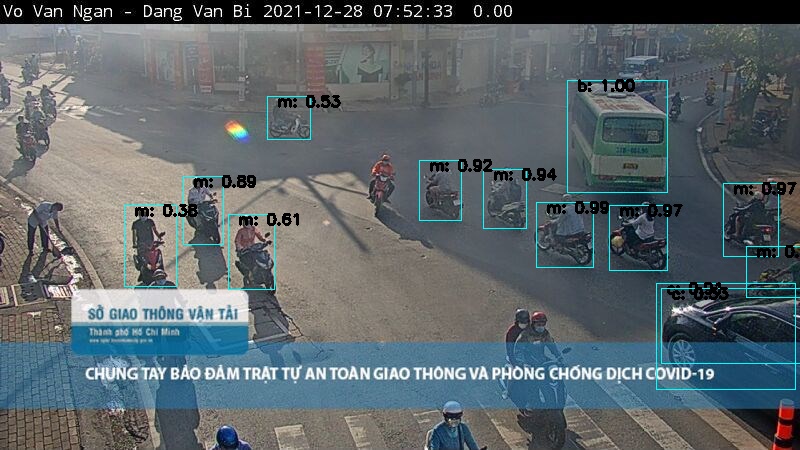 Vo Van Ngan - Dang Van Bi 2021-12-28 07:52:33 0.00
m: 0.53
b: 1.00
m: 0.92
m: 0.94
m: 0.89
m: 0.38
m: 0.61
m: 0.99
m: 0.97
m: 0.97
m: 0.
SỞ GIAO THÔNG VẬN TẢI
Thành phố Hồ Chí Minh
CHUNG TAY BẢO ĐẢM TRẬT TỰ AN TOÀN GIAO THÔNG VÀ PHÒNG CHỐNG DỊCH COVID-19